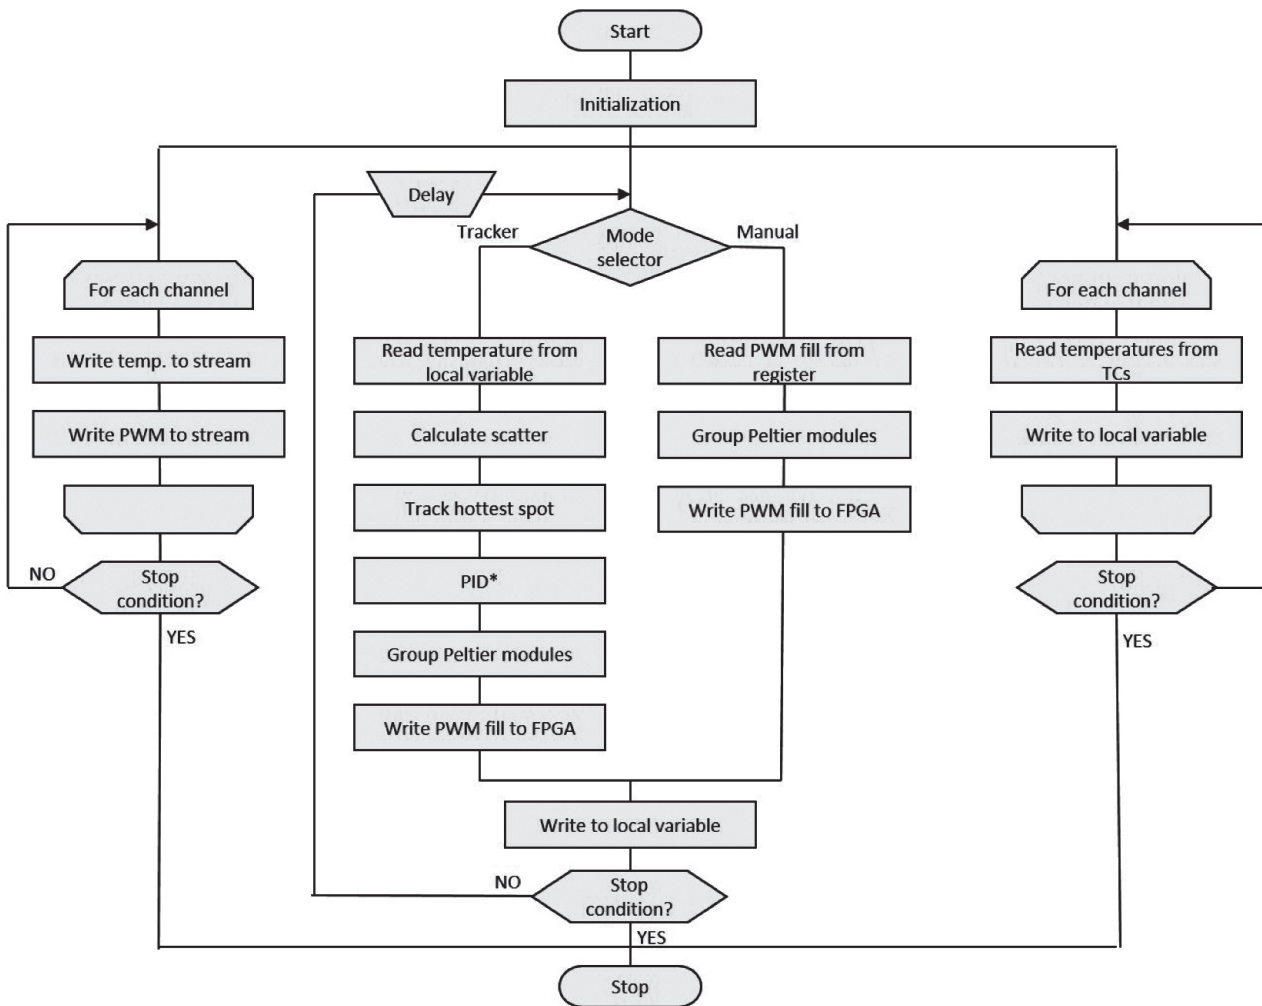 Start
Initialization
Delay
Tracker
Mode
selector
Manual
For each channel
Write temp. to stream
Write PWM to stream
NO
Stop
condition?
YES
Read temperature from
local variable
Calculate scatter
Track hottest spot
PID*
Group Peltier modules
Write PWM fill to FPGA
Read PWM fill from
register
Group Peltier modules
Write PWM fill to FPGA
For each channel
Read temperatures from
TCs
Write to local variable
Stop
condition?
YES
Write to local variable
NO
Stop
condition?
YES
Stop